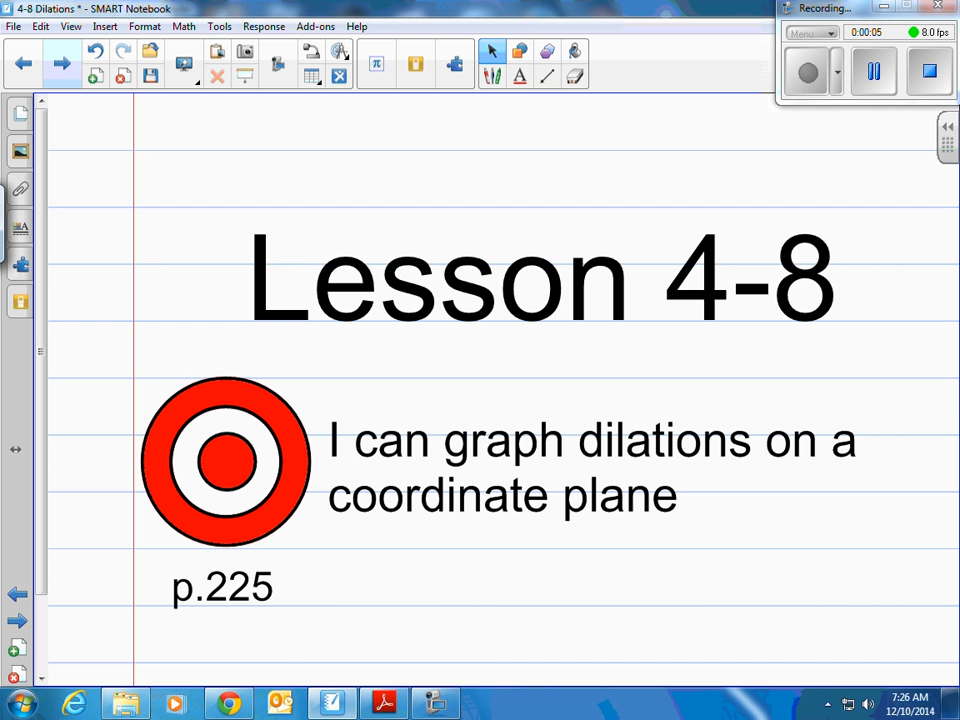 4-8 Dilations * - SMART Notebook
Recording...
File Edit View Insert Format Math Tools Response Add-ons Help
Menu
0:00:05
8.0 fps
π
A
Lesson 4-8
I can graph dilations on a
coordinate plane
p.225
7:26 AM
12/10/2014